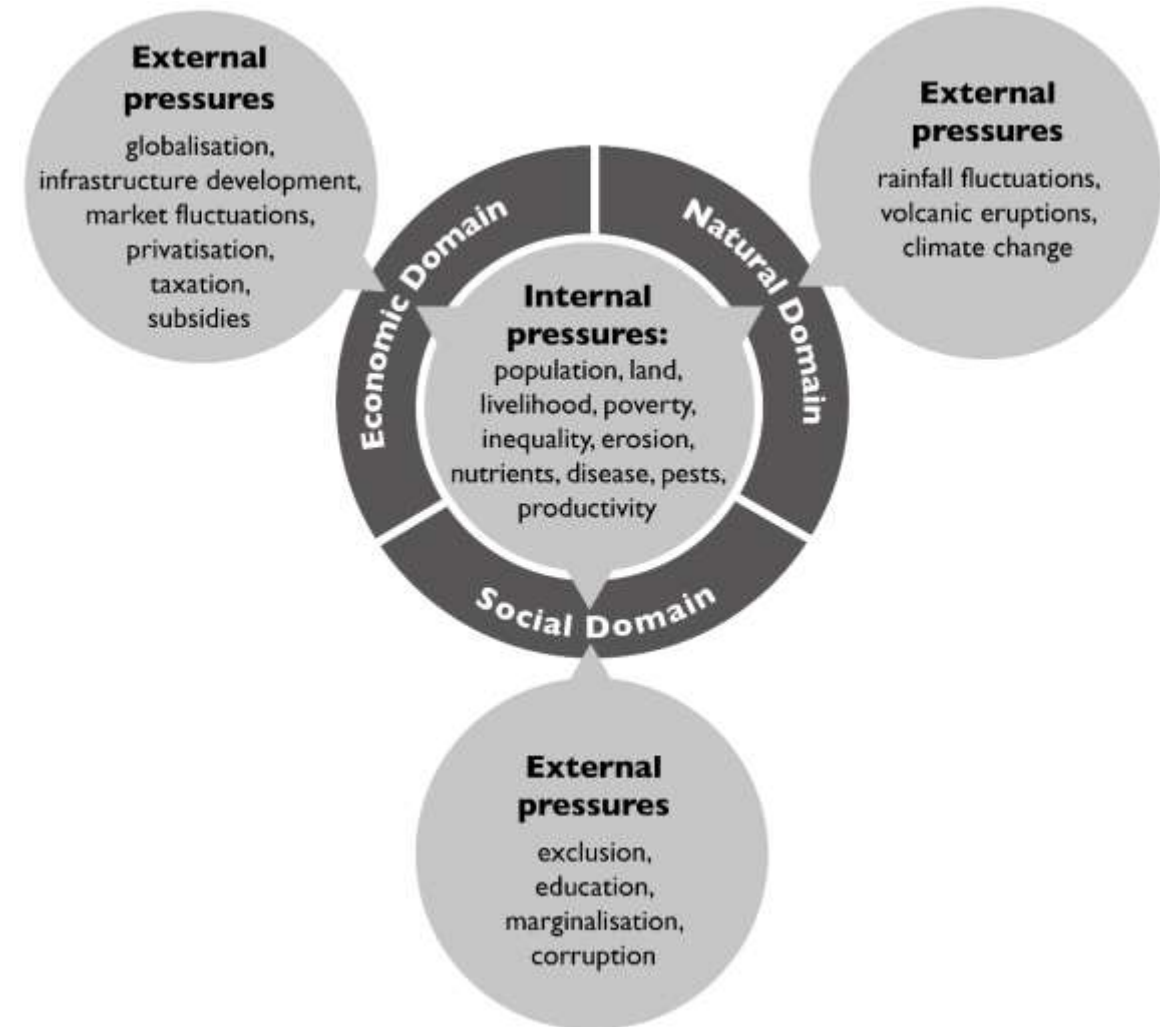 External
pressures
globalisation,
infrastructure development,
market fluctuations,
privatisation,
taxation,
subsidies
External
pressures
rainfall fluctuations,
volcanic eruptions,
climate change
Economic Domain
Natural Domain
Internal
pressures:
population, land,
livelihood, poverty,
inequality, erosion,
nutrients, disease, pests,
productivity
Social Domain
External
pressures
exclusion,
education,
marginalisation,
corruption